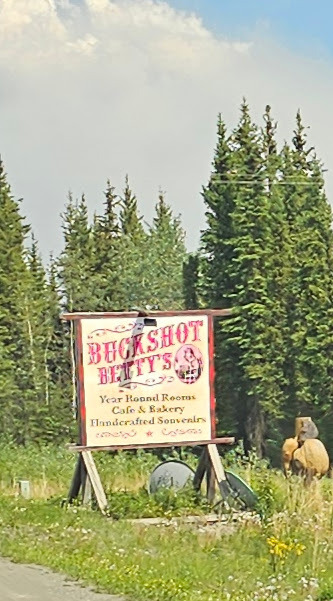 BUCKSHOT
BETTY'S
Year Round Rooms
Cafe & Bakery
Handcrafted Souvenirs